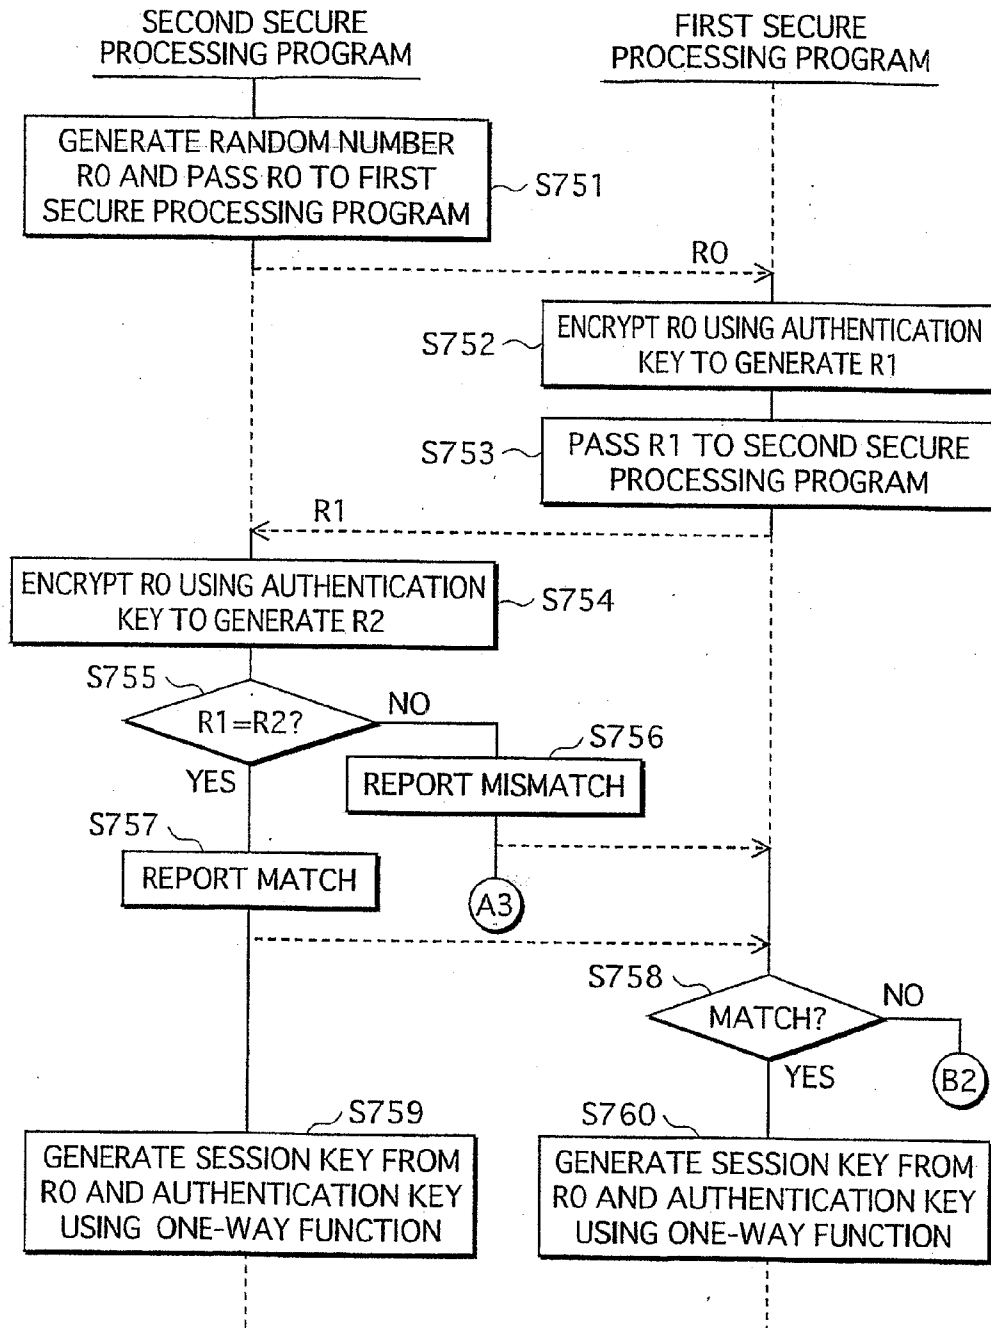 SECOND SECURE
PROCESSING PROGRAM
FIRST SECURE
PROCESSING PROGRAM
GENERATE RANDOM NUMBER
R0 AND PASS R0 TO FIRST
SECURE PROCESSING PROGRAM
S751
R0
S752
ENCRYPT R0 USING AUTHENTICATION
KEY TO GENERATE R1
S753
PASS R1 TO SECOND SECURE
PROCESSING PROGRAM
R1
ENCRYPT R0 USING AUTHENTICATION
KEY TO GENERATE R2
S754
S755
R1=R2?
NO
YES
S756
REPORT MISMATCH
S757
REPORT MATCH
A3
S758
MATCH?
NO
YES
B2
S759
GENERATE SESSION KEY FROM
R0 AND AUTHENTICATION KEY
USING ONE-WAY FUNCTION
S760
GENERATE SESSION KEY FROM
R0 AND AUTHENTICATION KEY
USING ONE-WAY FUNCTION